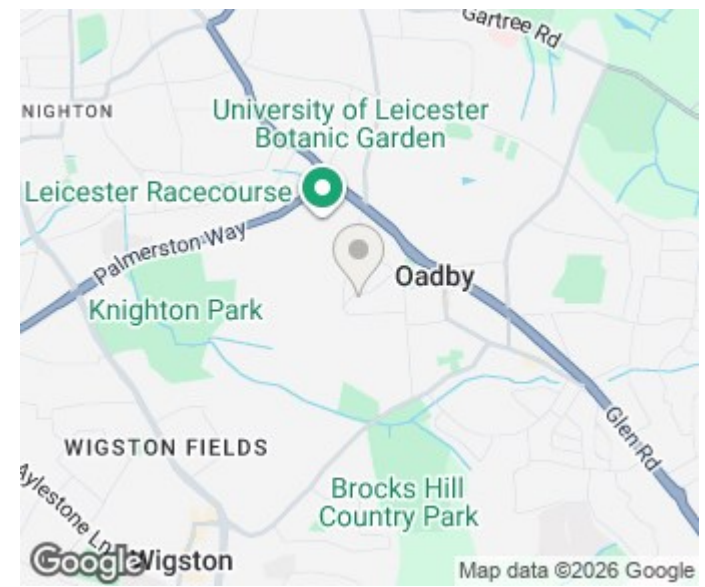 Gartree Rd
NIGHTON
University of Leicester
Botanic Garden
Leicester Racecourse
Palmerston Way
Oadby
Knighton Park
Glen Rd
WIGSTON FIELDS
Aylestone Ln
Brocks Hill
Country Park
Wigston
Google
Map data ©2026 Google